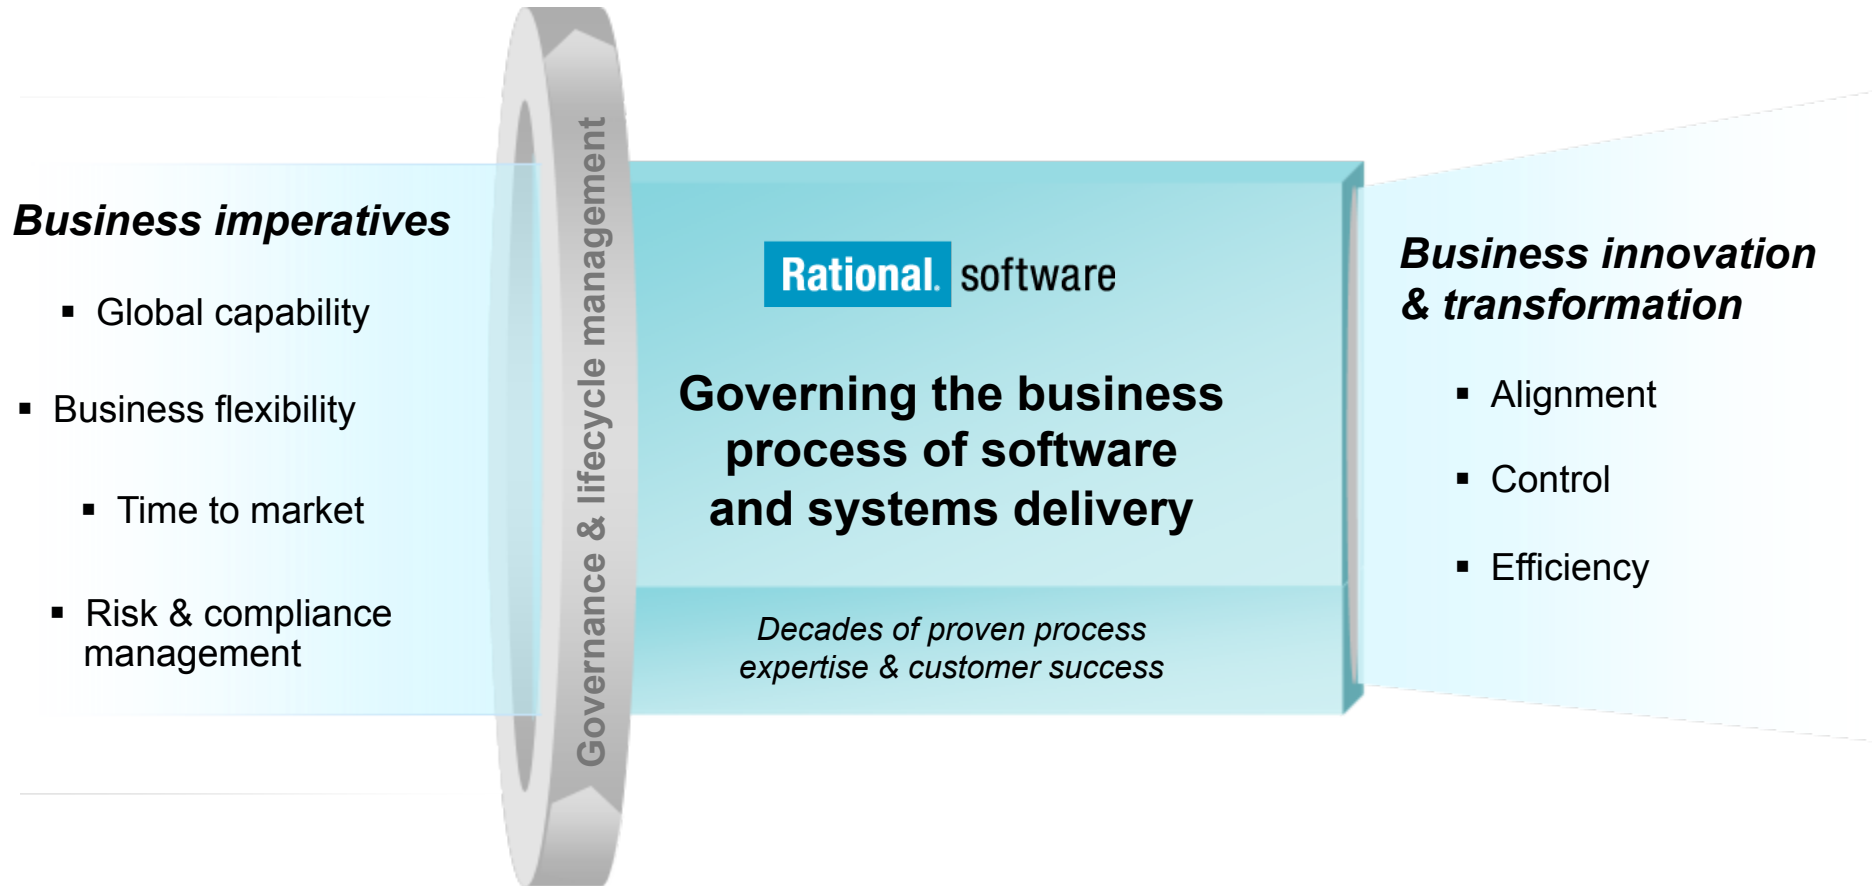 Business imperatives
▪ Global capability
▪ Business flexibility
▪ Time to market
▪ Risk & compliance
management
Governance & lifecycle management
Rational. software
Governing the business
process of software
and systems delivery
Decades of proven process
expertise & customer success
Business innovation
& transformation
▪ Alignment
▪ Control
▪ Efficiency